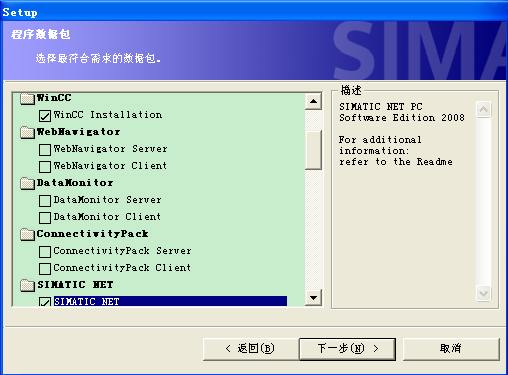 Setup
程序数据包
选择最符合需求的数据包。
SIMA
WinCC
WinCC Installation
WebNavigator
WebNavigator Server
WebNavigator Client
DataMonitor
DataMonitor Server
DataMonitor Client
ConnectivityPack
ConnectivityPack Server
ConnectivityPack Client
SIMATIC NET
SIMATIC NET
描述
SIMATIC NET PC
Software Edition 2008
For additional
information:
refer to the Readme
< 返回(B)
下一步(N) >
取消